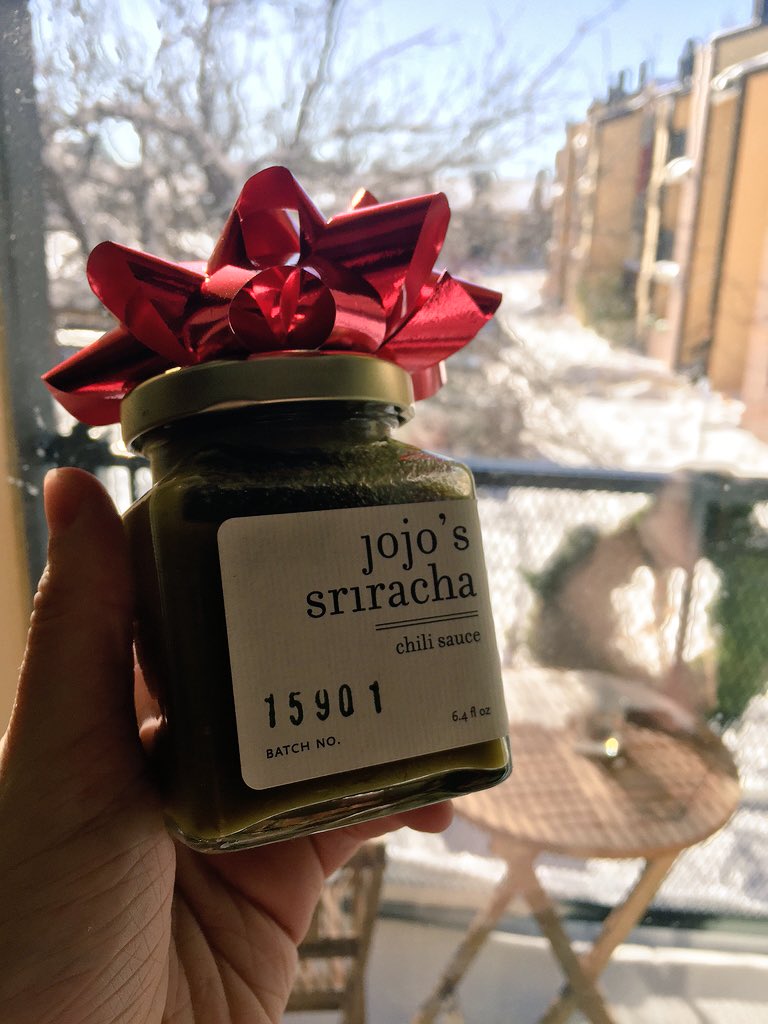 jojo's
sriracha
chili sauce
15901
BATCH NO.
6.4 fl oz